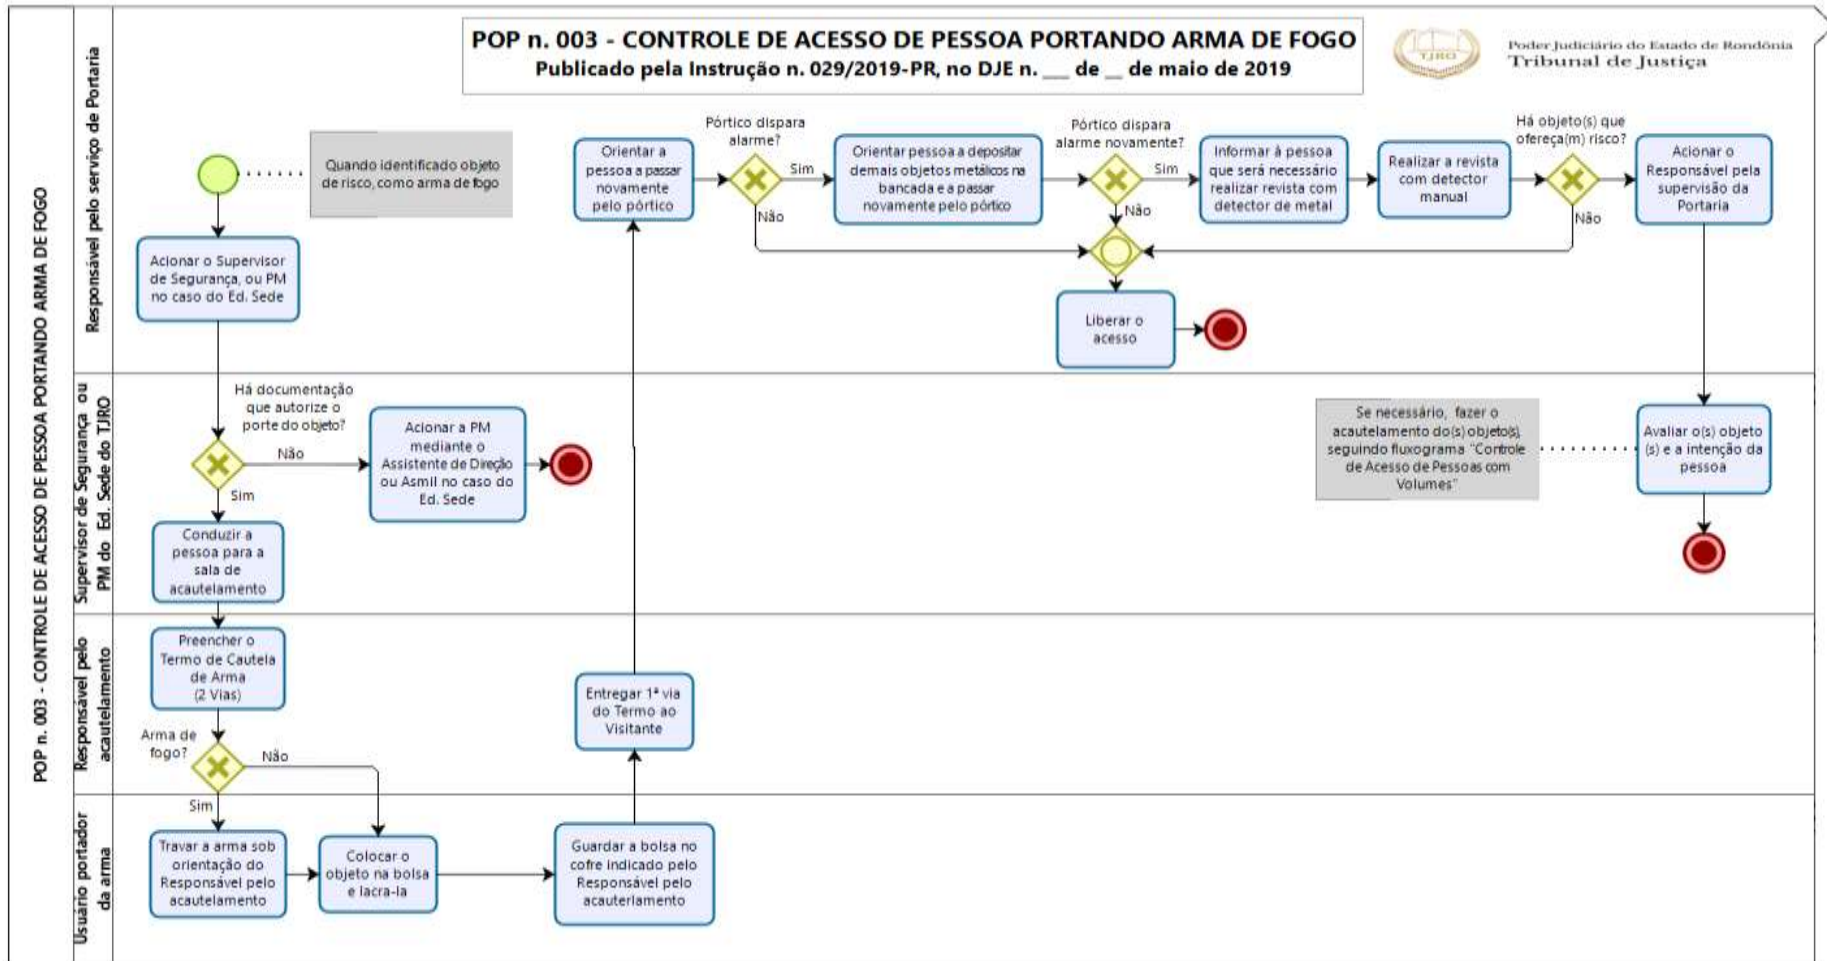 POP n. 003 - CONTROLE DE ACESSO DE PESSOA PORTANDO ARMA DE FOGO
Publicado pela Instrução n. 029/2019-PR, no DJE n. ___ de __ de maio de 2019
TJRO
Poder Judiciário do Estado de Rondônia
Tribunal de Justiça
POP n. 003 - CONTROLE DE ACESSO DE PESSOA PORTANDO ARMA DE FOGO
Responsável pelo serviço de Portaria
Quando identificado objeto
de risco, como arma de fogo
Acionar o Supervisor
de Segurança, ou PM
no caso do Ed. Sede
Orientar a
pessoa a passar
novamente
pelo pórtico
Pórtico dispara
alarme?
Sim
Não
Orientar pessoa a depositar
demais objetos metálicos na
bancada e a passar
novamente pelo pórtico
Pórtico dispara
alarme novamente?
Sim
Não
Informar à pessoa
que será necessário
realizar revista com
detector de metal
Realizar a revista
com detector
manual
Há objeto(s) que
ofereça(m) risco?
Não
Acionar o
Responsável pela
supervisão da
Portaria
Liberar o
acesso
Supervisor de Segurança ou
PM do Ed. Sede do TJRO
Há documentação
que autorize o
porte do objeto?
Não
Sim
Acionar a PM
mediante o
Assistente de Direção
ou Asmil no caso do
Ed. Sede
Conduzir a
pessoa para a
sala de
acautelamento
Se necessário, fazer o
acautelamento do(s) objeto(s),
seguindo fluxograma "Controle
de Acesso de Pessoas com
Volumes"
Avaliar o(s) objeto
(s) e a intenção da
pessoa
Responsável pelo
acautelamento
Preencher o
Termo de Cautela
de Arma
(2 Vias)
Arma de
fogo?
Não
Sim
Entregar 1ª via
do Termo ao
Visitante
Usuário portador
da arma
Travar a arma sob
orientação do
Responsável pelo
acautelamento
Colocar o
objeto na bolsa
e lacra-la
Guardar a bolsa no
cofre indicado pelo
Responsável pelo
acauterlamento